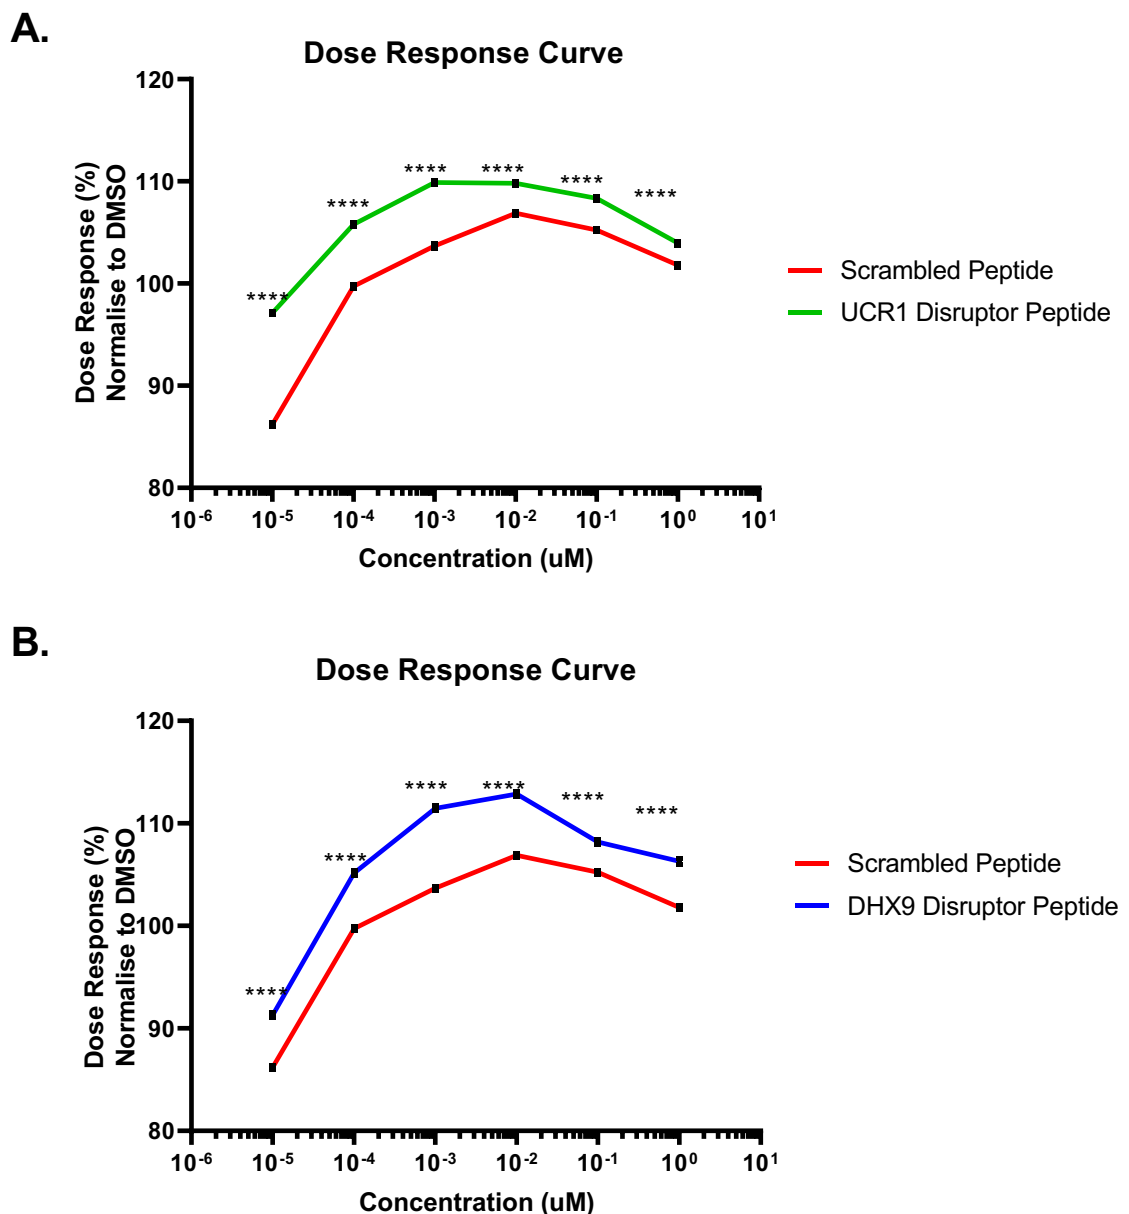 A.
Dose Response Curve
120
110
100
90
80
Dose Response (%)
Normalise to DMSO
****
****
****
****
****
****
10-6
10-5
10-4
10-3
10-2
10-1
100
101
Concentration (uM)
Scrambled Peptide
UCR1 Disruptor Peptide
B.
Dose Response Curve
120
110
100
90
80
Dose Response (%)
Normalise to DMSO
****
****
****
****
****
****
10-6
10-5
10-4
10-3
10-2
10-1
100
101
Concentration (uM)
Scrambled Peptide
DHX9 Disruptor Peptide